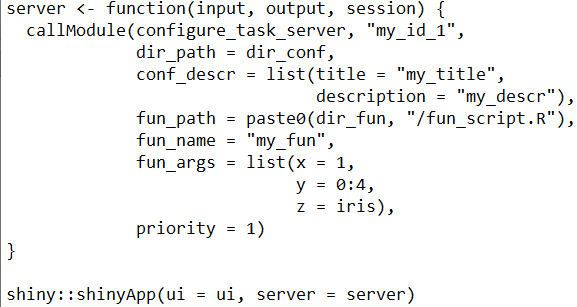 server <- function(input, output, session) {
  callModule(configure_task_server, "my_id_1",
             dir_path = dir_conf,
             conf_descr = list(title = "my_title",
                               description = "my_descr"),
             fun_path = paste0(dir_fun, "/fun_script.R"),
             fun_name = "my_fun",
             fun_args = list(x = 1,
                             y = 0:4,
                             z = iris),
             priority = 1)
}

shiny::shinyApp(ui = ui, server = server)